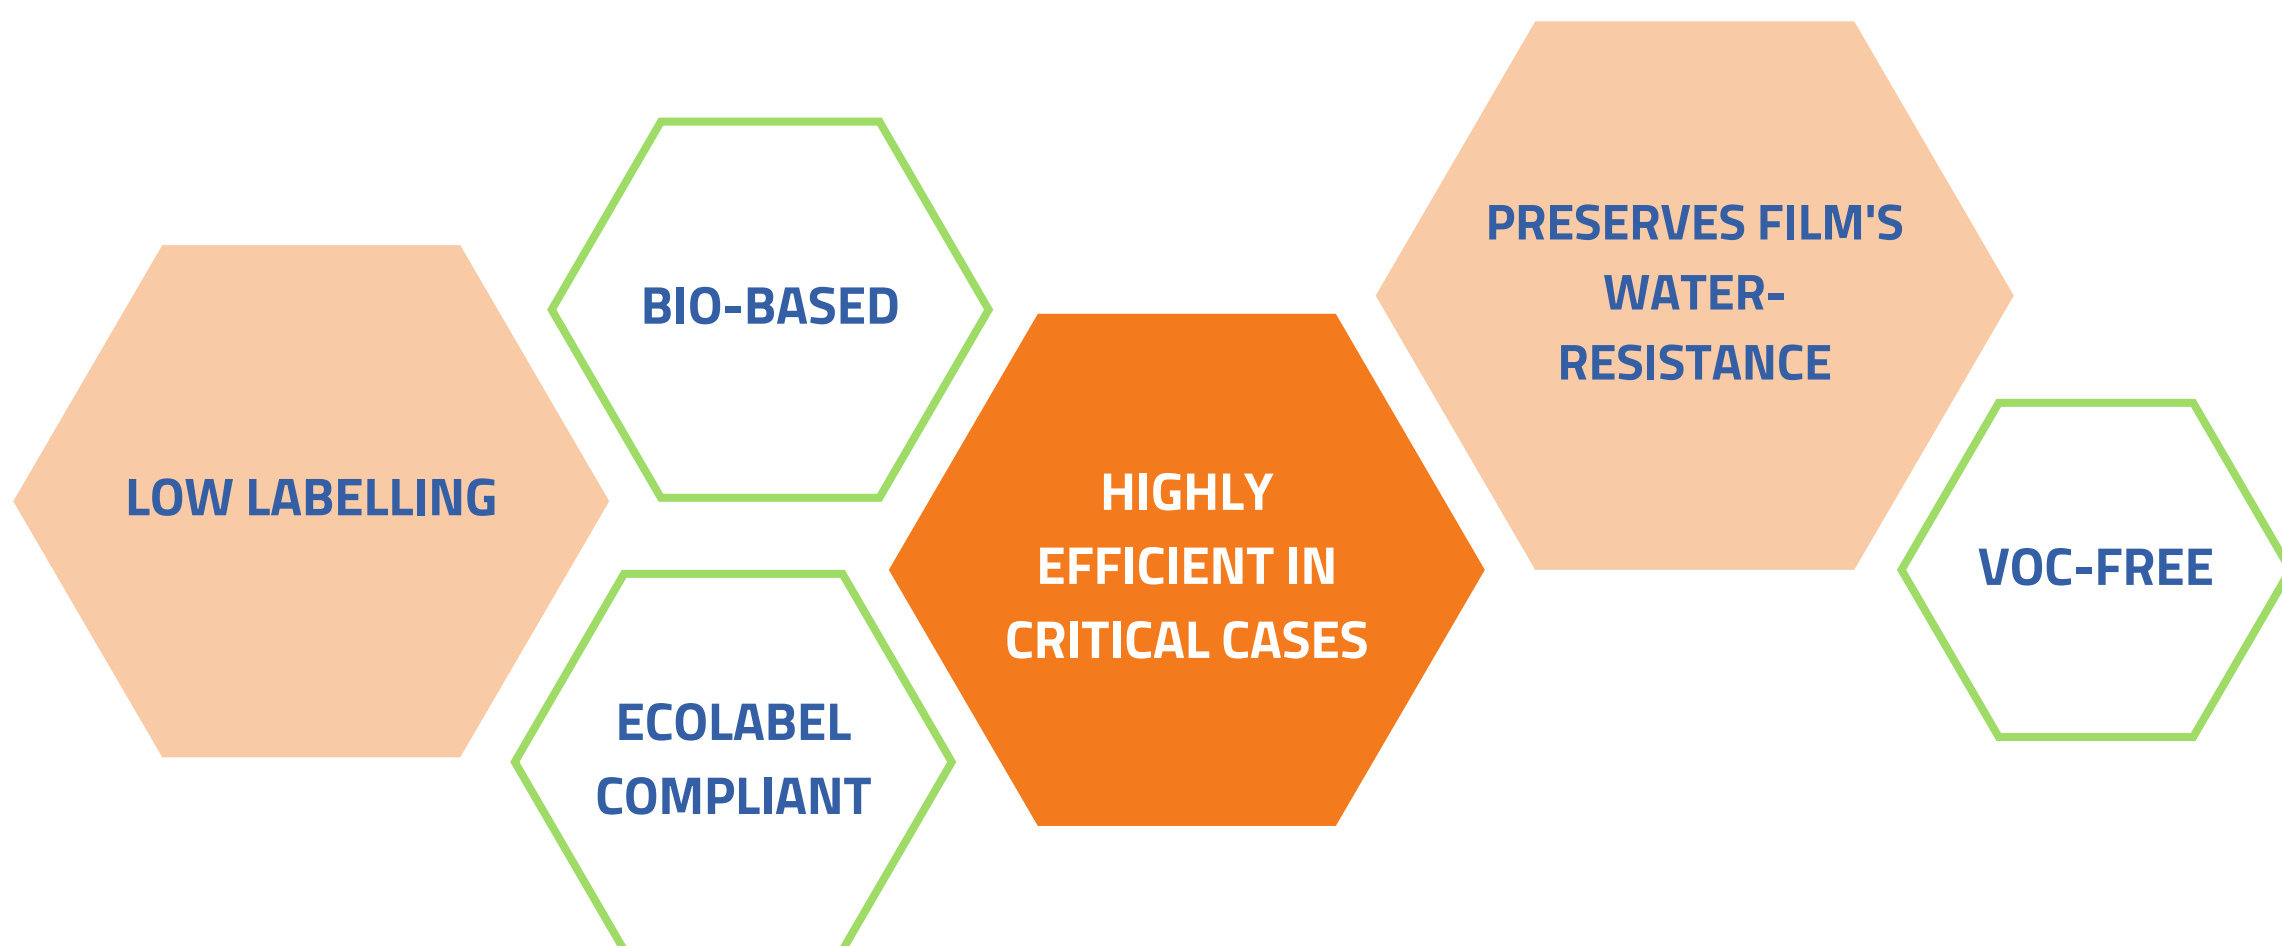 LOW LABELLING
BIO-BASED
ECOLABEL
COMPLIANT
HIGHLY
EFFICIENT IN
CRITICAL CASES
PRESERVES FILM'S
WATER-
RESISTANCE
VOC-FREE